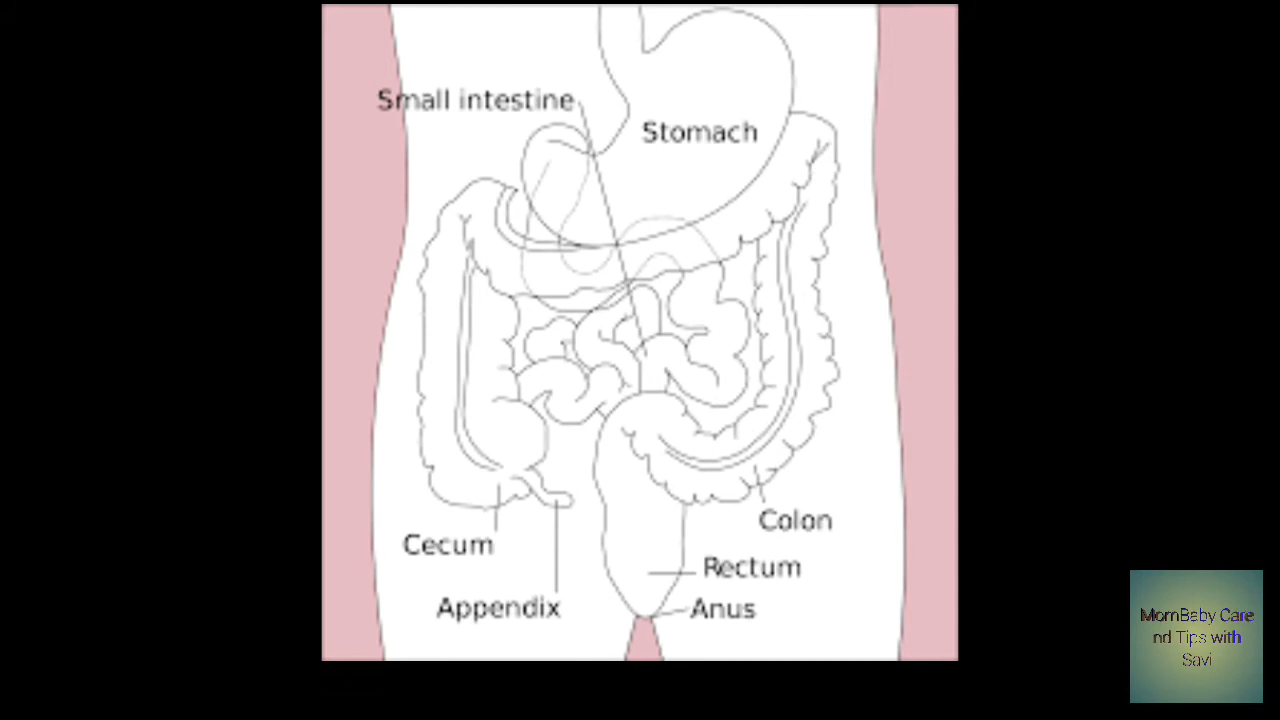 Small intestine
Stomach
Colon
Cecum
Rectum
Appendix
Anus
MomBaby Care
nd Tips with
Savi